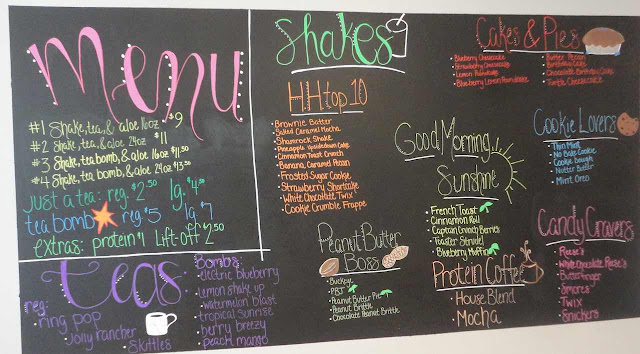 Menu
#1 Shake, tea, & aloe 16oz $9
#2 Shake, tea, & aloe 24oz $11
#3 Shake, tea bomb, & aloe 16oz $11.50
#4 Shake, tea bomb, & aloe 24oz $13.50
Just a tea: reg: $2.50 lg: $4.50
tea bomb reg $5 lg $7
extras: protein $1 Lift-off $2.50
teas
reg:
ring pop
Jolly rancher
Skittles
Bombs:
electric blueberry
lemon shake up
watermelon blast
tropical sunrise
berry breezy
peach mango
Shakes
HH top 10
Brownie Batter
Salted Caramel Mocha
Shamrock Shake
Pineapple Upsidedown Cake
Cinnamon Toast Crunch
Banana Caramel Pecan
Frosted Sugar Cookie
Strawberry Shortcake
White Chocolate Twix
Cookie Crumble Frappe
Peanut Butter Boss
Buckeye
PB&J
Peanut Butter Pie
Peanut Brittle
Chocolate Peanut Brittle
Good Morning Sunshine
French Toast
Cinnamon Roll
Captain Crunch Berries
Toaster Strudel
Blueberry Muffin
Protein Coffee
House Blend
Mocha
Cakes & Pies
Blueberry Cheesecake
Strawberry Cheesecake
Lemon
Blueberry Lemon
Butter Pecan
Birthday Cake
Chocolate Birthday Cake
Turtle Cheesecake
Cookie Lovers
Thin Mint
No Bake Cookie
Cookie Dough
Nutter Butter
Mint Oreo
Candy Cravers
Reese's
White Chocolate Reese's
Butterfinger
Smores
Twix
Snickers